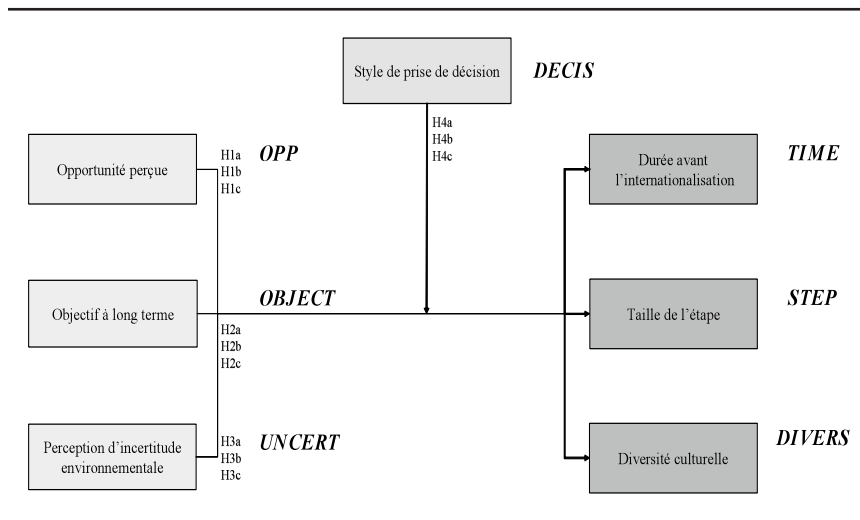 Style de prise de décision
DECIS
H4a
H4b
H4c
Opportunité perçue
H1a
H1b
H1c
OPP
Durée avant
l’internationalisation
TIME
Objectif à long terme
OBJECT
H2a
H2b
H2c
Taille de l’étape
STEP
Perception d’incertitude
environnementale
H3a
H3b
H3c
UNCERT
Diversité culturelle
DIVERS